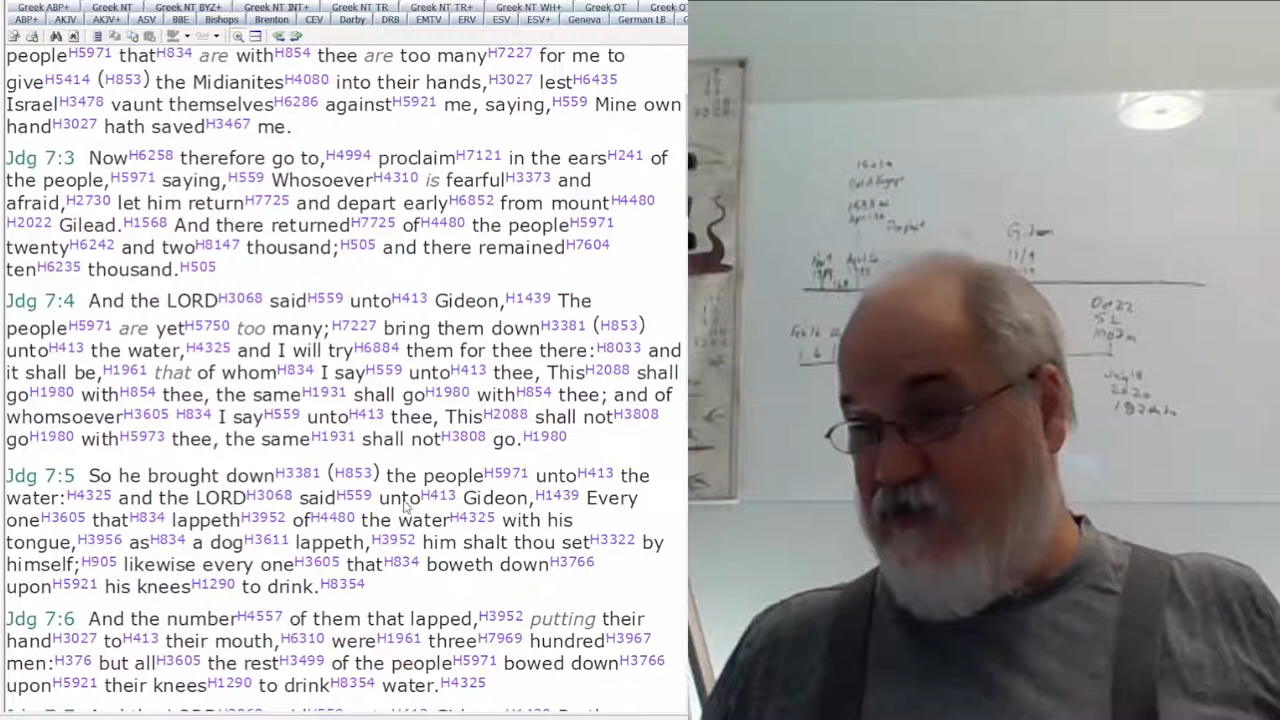 Greek ABP+ Greek NT Greek NT BYZ+ Greek NT INT+ Greek NT TR Greek NT TR+ Greek NT WH+ Greek OT Greek O
ABP+ AKJV AKJV+ ASV BBE Bishops Brenton CEV Darby DRB EMTV ERV ESV ESV+ Geneva German LB G
peopleH5971 thatH834 are withH854 thee are too manyH7227 for me to
giveH5414 (H853) the MidianitesH4080 into their hands,H3027 lestH6435
IsraelH3478 vaunt themselvesH6286 againstH5921 me, saying,H559 Mine own
handH3027 hath savedH3467 me.
Jdg 7:3 NowH6258 therefore go to,H4994 proclaimH7121 in the earsH241 of
the people,H5971 saying,H559 WhosoeverH4310 is fearfulH3373 and
afraid,H2730 let him returnH7725 and depart earlyH6852 from mountH4480
H2022 Gilead.H1568 And there returnedH7725 ofH4480 the peopleH5971
twentyH6242 and twoH8147 thousand;H505 and there remainedH7604
tenH6235 thousand.H505
Jdg 7:4 And the LORDH3068 saidH559 untoH413 Gideon,H1439 The
peopleH5971 are yetH5750 too many;H7227 bring them downH3381 (H853)
untoH413 the water,H4325 and I will tryH6884 them for thee there:H8033 and
it shall be,H1961 that of whomH834 I sayH559 untoH413 thee, ThisH2088 shall
goH1980 withH854 thee, the sameH1931 shall goH1980 withH854 thee; and of
whomsoeverH3605 H834 I sayH559 untoH413 thee, ThisH2088 shall notH3808
goH1980 withH5973 thee, the sameH1931 shall notH3808 go.H1980
Jdg 7:5 So he brought downH3381 (H853) the peopleH5971 untoH413 the
water:H4325 and the LORDH3068 saidH559 untoH413 Gideon,H1439 Every
oneH3605 thatH834 lappethH3952 ofH4480 the waterH4325 with his
tongue,H3956 asH834 a dogH3611 lappeth,H3952 him shalt thou setH3322 by
himself;H905 likewise every oneH3605 thatH834 boweth downH3766
uponH5921 his kneesH1290 to drink.H8354
Jdg 7:6 And the numberH4557 of them that lapped,H3952 putting their
handH3027 toH413 their mouth,H6310 wereH1961 threeH7969 hundredH3967
men:H376 but allH3605 the restH3499 of the peopleH5971 bowed downH3766
uponH5921 their kneesH1290 to drinkH8354 water.H4325
11/9
Oct 22
July 18
2020